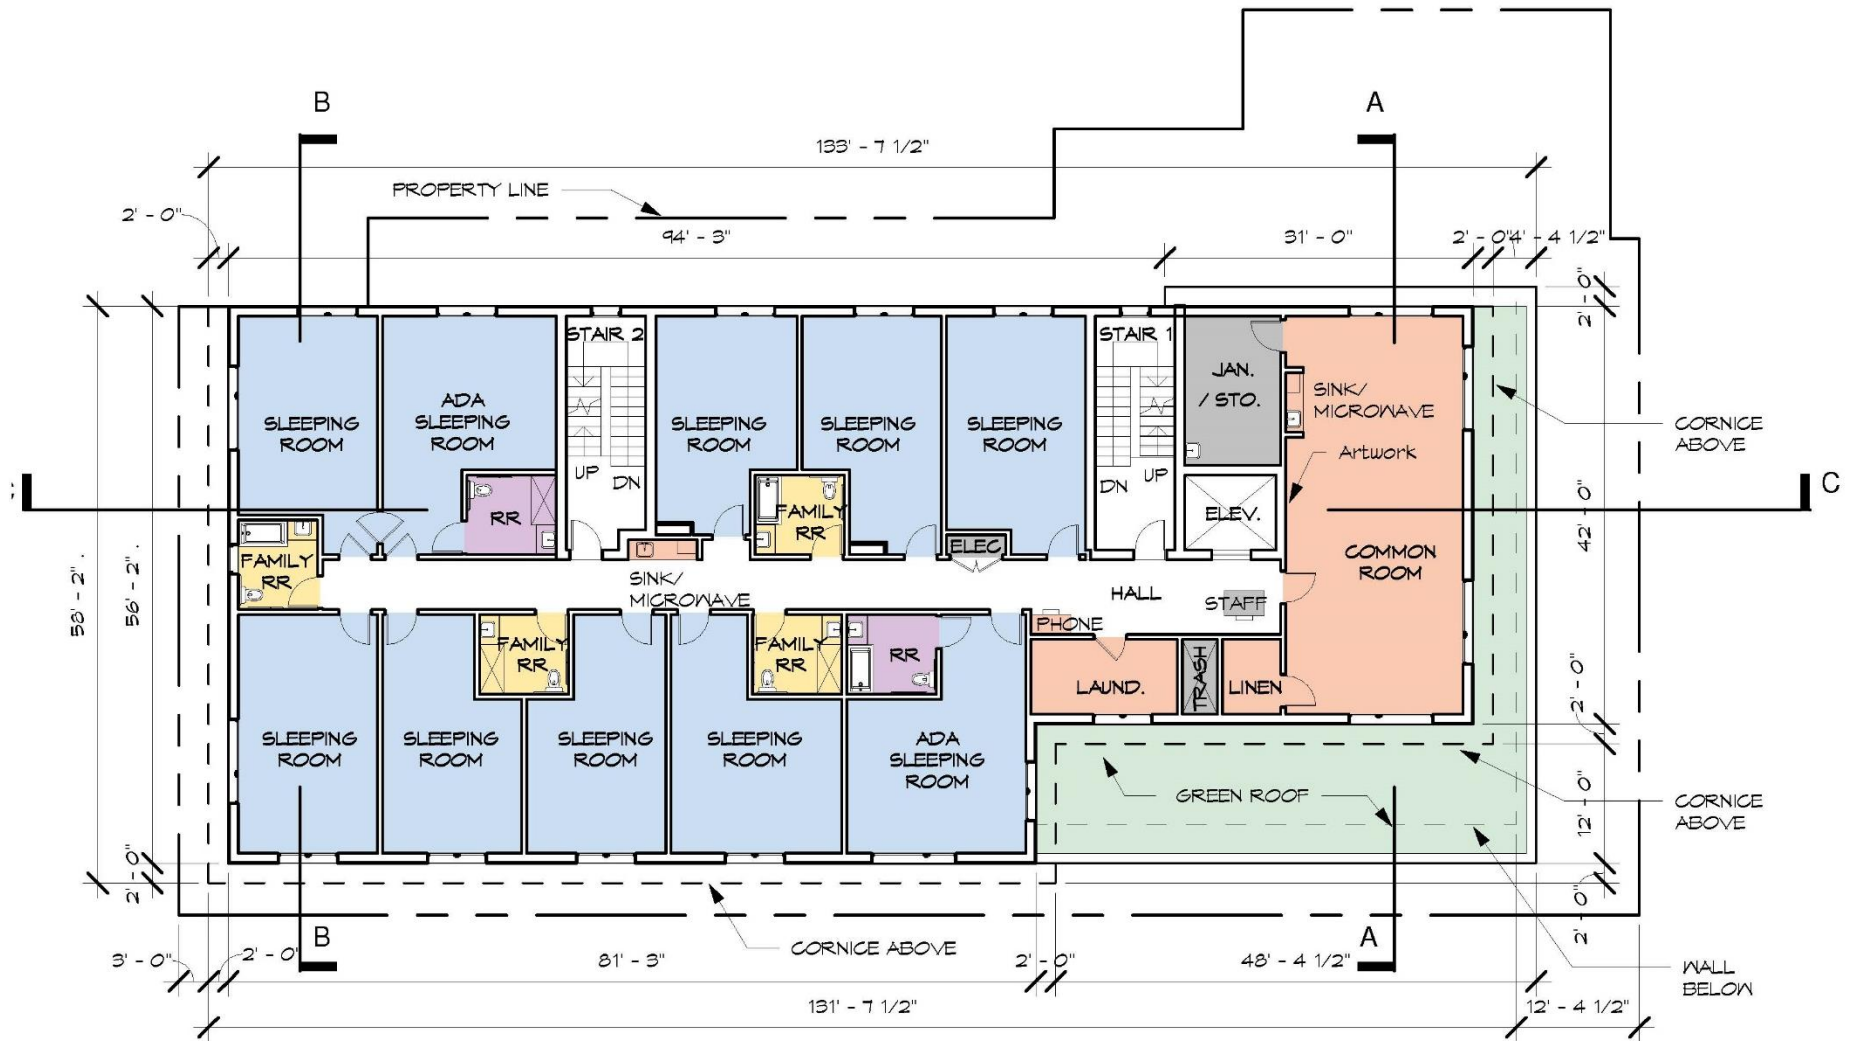 B
A
133' - 7 1/2"
PROPERTY LINE
2' - 0"
94' - 3"
31' - 0"
2' - 0"
4' - 4 1/2"
2' - 0"
STAIR 2
STAIR 1
JAN.
/ STO.
SINK/
MICROWAVE
CORNICE
ABOVE
SLEEPING
ROOM
ADA
SLEEPING
ROOM
SLEEPING
ROOM
SLEEPING
ROOM
SLEEPING
ROOM
Artwork
UP
DN
DN
UP
C
RR
FAMILY
RR
ELEV.
42' - 0"
ELEC
COMMON
ROOM
FAMILY
RR
SINK/
MICROWAVE
HALL
STAFF
58' - 2"
56' - 2"
PHONE
FAMILY
RR
FAMILY
RR
RR
LAUND.
TRASH
LINEN
2' - 0"
SLEEPING
ROOM
SLEEPING
ROOM
SLEEPING
ROOM
SLEEPING
ROOM
ADA
SLEEPING
ROOM
GREEN ROOF
CORNICE
ABOVE
12' - 0"
2' - 0"
2' - 0"
B
A
CORNICE ABOVE
3' - 0"
2' - 0"
81' - 3"
2' - 0"
48' - 4 1/2"
WALL
BELOW
131' - 7 1/2"
12' - 4 1/2"